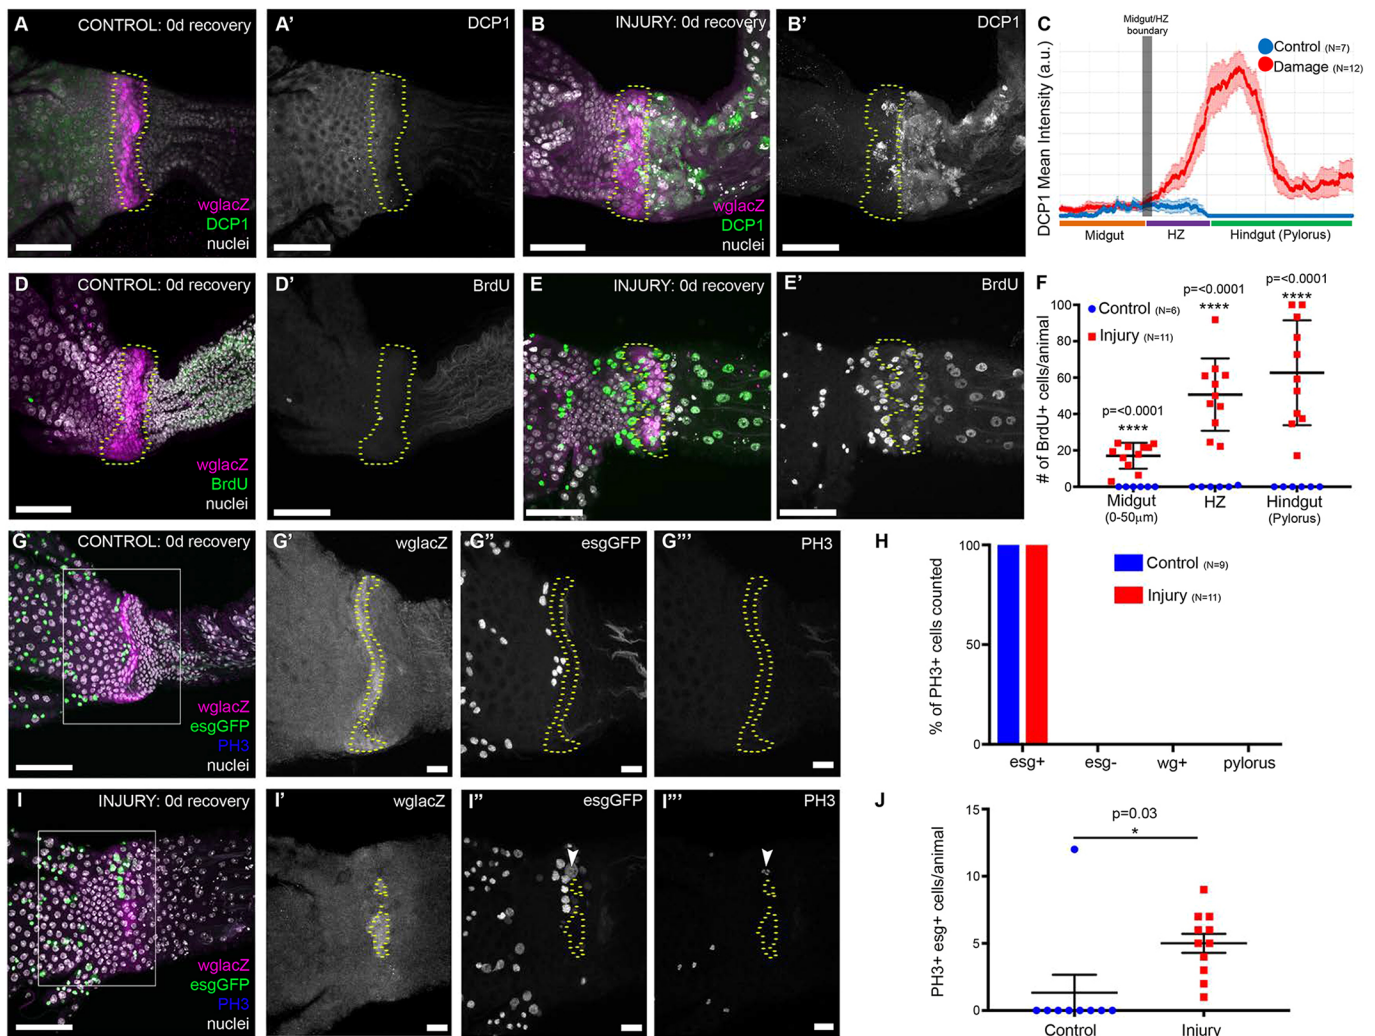 A
CONTROL: 0d recovery
wglacZ
DCP1
nuclei
A'
DCP1
B
INJURY: 0d recovery
wglacZ
DCP1
nuclei
B'
DCP1
C
Midgut/HZ
boundary
Control (N=7)
Damage (N=12)
DCP1 Mean Intensity (a.u.)
Midgut
HZ
Hindgut (Pylorus)
D
CONTROL: 0d recovery
wglacZ
BrdU
nuclei
D'
BrdU
E
INJURY: 0d recovery
wglacZ
BrdU
nuclei
E'
BrdU
F
p=<0.0001
****
p=<0.0001
****
p=<0.0001
****
Control (N=6)
Injury (N=11)
# of BrdU+ cells/animal
100
80
60
40
20
0
Midgut
(0-50μm)
HZ
Hindgut
(Pylorus)
G
CONTROL: 0d recovery
wglacZ
esgGFP
PH3
nuclei
G'
wglacZ
G''
esgGFP
G'''
PH3
H
Control (N=9)
Injury (N=11)
% of PH3+ cells counted
100
50
0
esg+
esg-
wg+
pylorus
I
INJURY: 0d recovery
wglacZ
esgGFP
PH3
nuclei
I'
wglacZ
I''
esgGFP
I'''
PH3
J
p=0.03
*
PH3+ esg+ cells/animal
15
10
5
0
Control
Injury